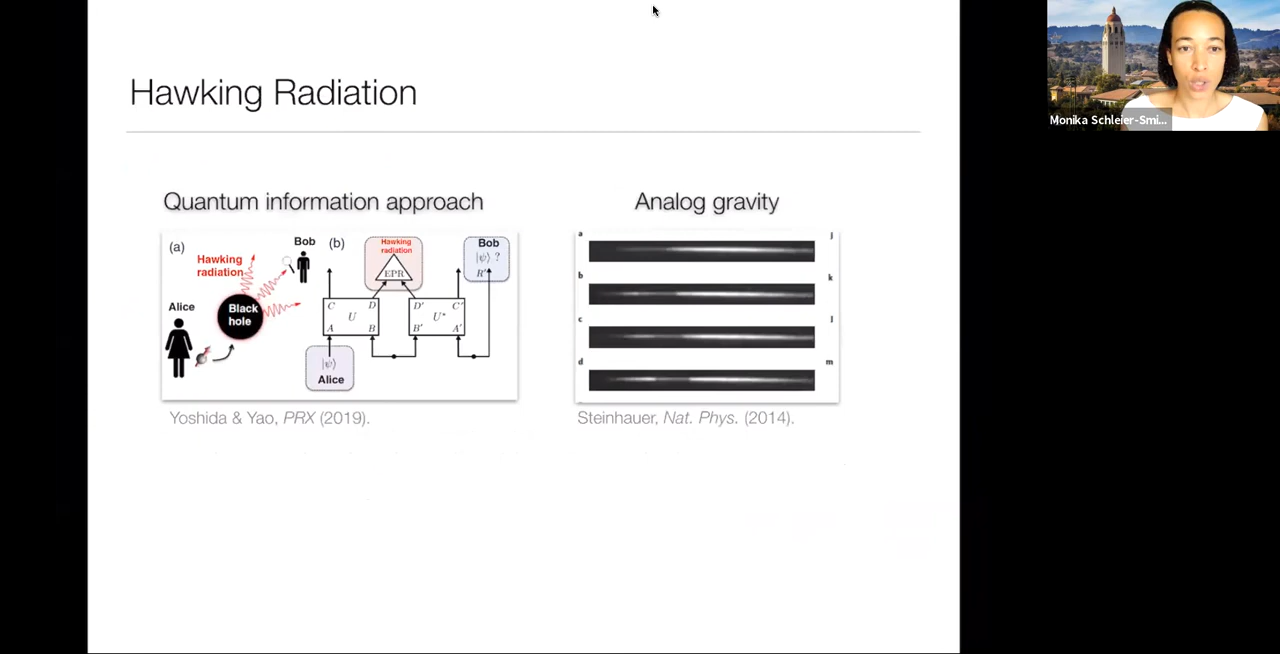 Hawking Radiation
Quantum information approach
Analog gravity
(a)
Hawking
radiation
Bob
Alice
Black
hole
(b)
Hawking
radiation
EPR
Bob
|ψ⟩ ?
R'
C D
U
A B
D' C'
U*
B' A'
|ψ⟩
Alice
Yoshida & Yao, PRX (2019).
a
j
b
k
c
l
d
m
Steinhauer, Nat. Phys. (2014).
Monika Schleier-Smi...